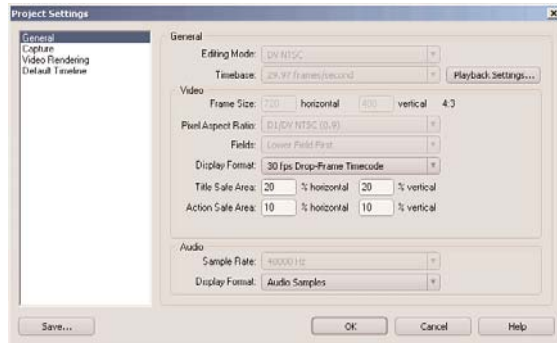 Project Settings
General
Capture
Video Rendering
Default Timeline
General
Editing Mode: DV NTSC
Timebase: 29.97 frames/second Playback Settings...
Video
Frame Size: 720 horizontal 480 vertical 4:3
Pixel Aspect Ratio: D1/DV NTSC (0.9)
Fields: Lower Field First
Display Format: 30 fps Drop-Frame Timecode
Title Safe Area: 20 % horizontal 20 % vertical
Action Safe Area: 10 % horizontal 10 % vertical
Audio
Sample Rate: Hz
Display Format: Audio Samples
Save... OK Cancel Help